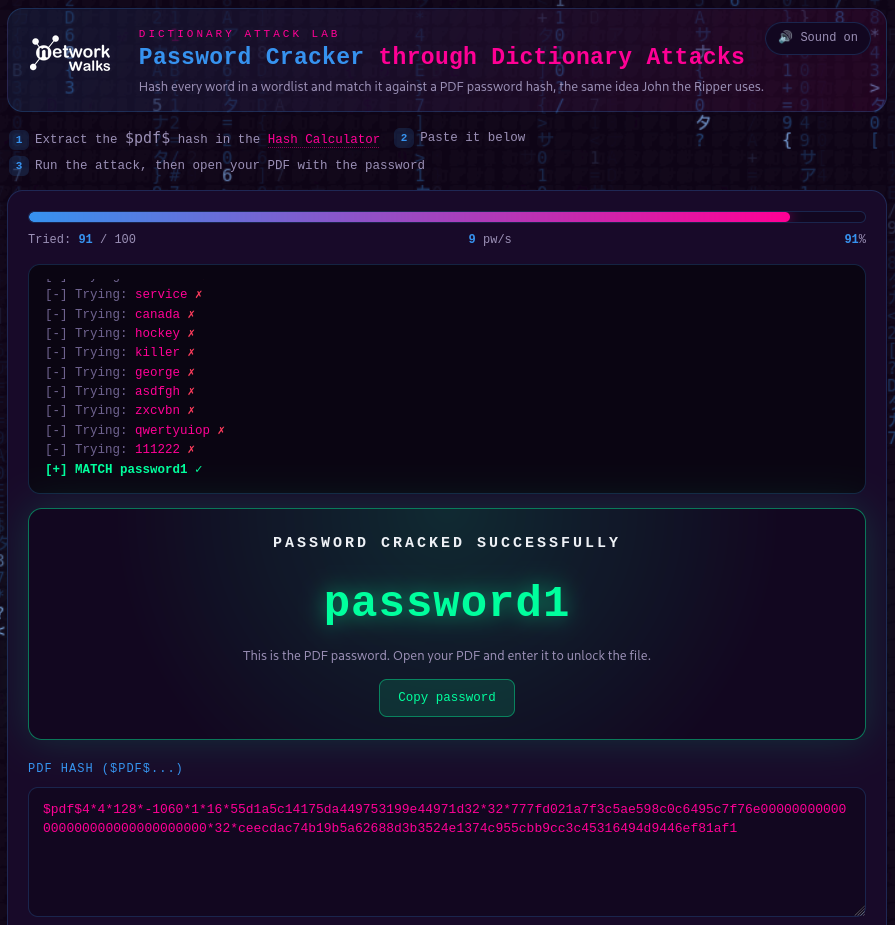 network
Walks
DICTIONARY ATTACK LAB
Password Cracker through Dictionary Attacks
Hash every word in a wordlist and match it against a PDF password hash, the same idea John the Ripper uses.
🔊 Sound on
1 Extract the $pdf$ hash in the Hash Calculator
2 Paste it below
3 Run the attack, then open your PDF with the password
Tried: 91 / 100
9 pw/s
91%
[-] Trying: service ✗
[-] Trying: canada ✗
[-] Trying: hockey ✗
[-] Trying: killer ✗
[-] Trying: george ✗
[-] Trying: asdfgh ✗
[-] Trying: zxcvbn ✗
[-] Trying: qwertyuiop ✗
[-] Trying: 111222 ✗
[+] MATCH password1 ✓
PASSWORD CRACKED SUCCESSFULLY
password1
This is the PDF password. Open your PDF and enter it to unlock the file.
Copy password
PDF HASH ($PDF$...)
$pdf$4*4*128*-1060*1*16*55d1a5c14175da449753199e44971d32*32*777fd021a7f3c5ae598c0c6495c7f76e00000000000
0000000000000000000000*32*ceecdac74b19b5a62688d3b3524e1374c955cbb9cc3c45316494d9446ef81af1